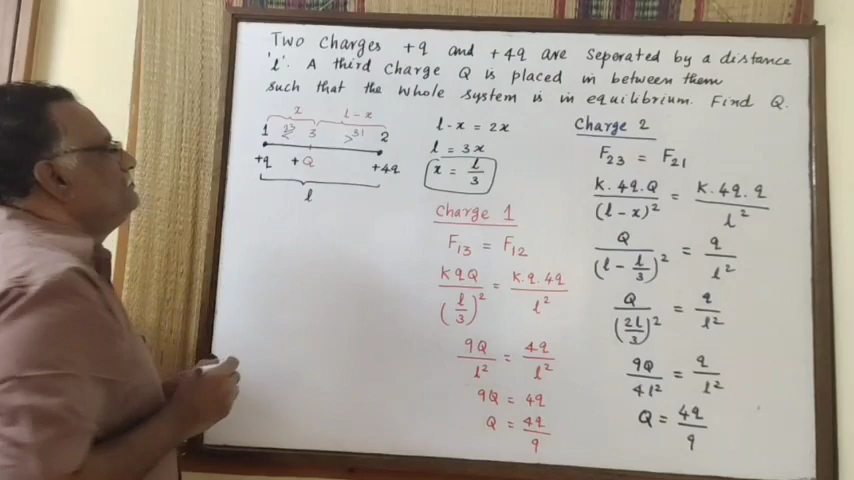 Two Charges +q and +4q are Seperated by a distance
'l'. A third Charge Q is placed in between them
such that the whole system is in equilibrium. Find Q.
x l-x
1 3 2
+q +Q +4q
l
l-x = 2x
l = 3x
x = l/3
Charge 1
F13 = F12
KqQ/(l/3)² = K.q.4q/l²
9Q/l² = 4q/l²
9Q = 4q
Q = 4q/9
Charge 2
F23 = F21
K.4q.Q/(l-x)² = K.4q.q/l²
Q/(l-l/3)² = q/l²
Q/(2l/3)² = q/l²
9Q/4l² = q/l²
Q = 4q/9